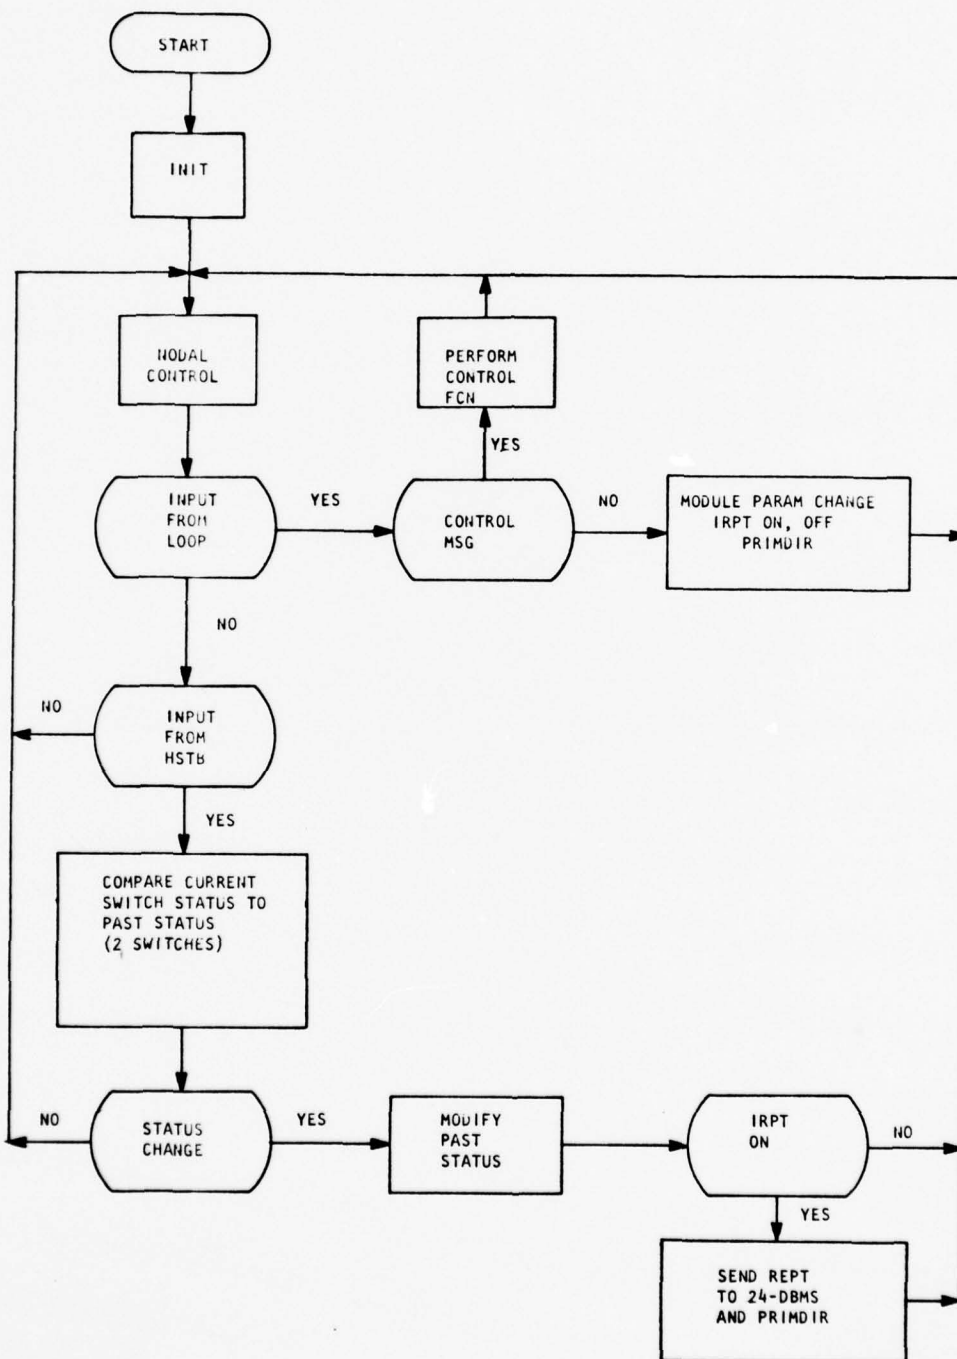 START
INIT
NODAL
CONTROL
PERFORM
CONTROL
FCN
YES
INPUT
FROM
LOOP
YES
CONTROL
MSG
NO
MODULE PARAM CHANGE
IRPT ON, OFF
PRIMDIR
NO
NO
INPUT
FROM
HSTB
YES
COMPARE CURRENT
SWITCH STATUS TO
PAST STATUS
(2 SWITCHES)
NO
STATUS
CHANGE
YES
MODIFY
PAST
STATUS
IRPT
ON
NO
YES
SEND REPT
TO 24-DBMS
AND PRIMDIR